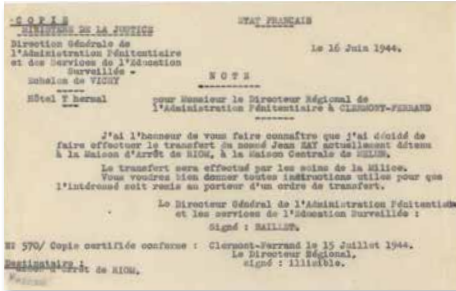 COPIE
ETAT FRANÇAIS
MINISTERE DE LA JUSTICE
Direction Générale de
l'Administration Pénitentiaire
et des Services de l'Education
Surveillée -
Echelon de VICHY
Le 16 Juin 1944.
NOTE
Hôtel T hermal
pour Monsieur le Directeur Régional de
l'Administration Pénitentiaire à CLERMONT-FERRAND
J'ai l'honneur de vous faire connaître que j'ai décidé de
faire effectuer le transfert du nommé Jean ZAY actuellement détenu
à la Maison d'Arrêt de RIOM, à la Maison Centrale de MELUN.
Le transfert sera effectué par les soins de la Milice.
Vous voudrez bien donner toutes instructions utiles pour que
l'intéressé soit remis au porteur d'un ordre de transfert.
Le Directeur Général de l'Administration Pénitentiaire
et les services de l'Education Surveillée :
Signé : BAILLET.
N° 570/ Copie certifiée conforme : Clermont-Ferrand le 15 Juillet 1944.
Le Directeur Régional,
signé : illisible.
Destinataire :
d'Arrêt de RIOM.